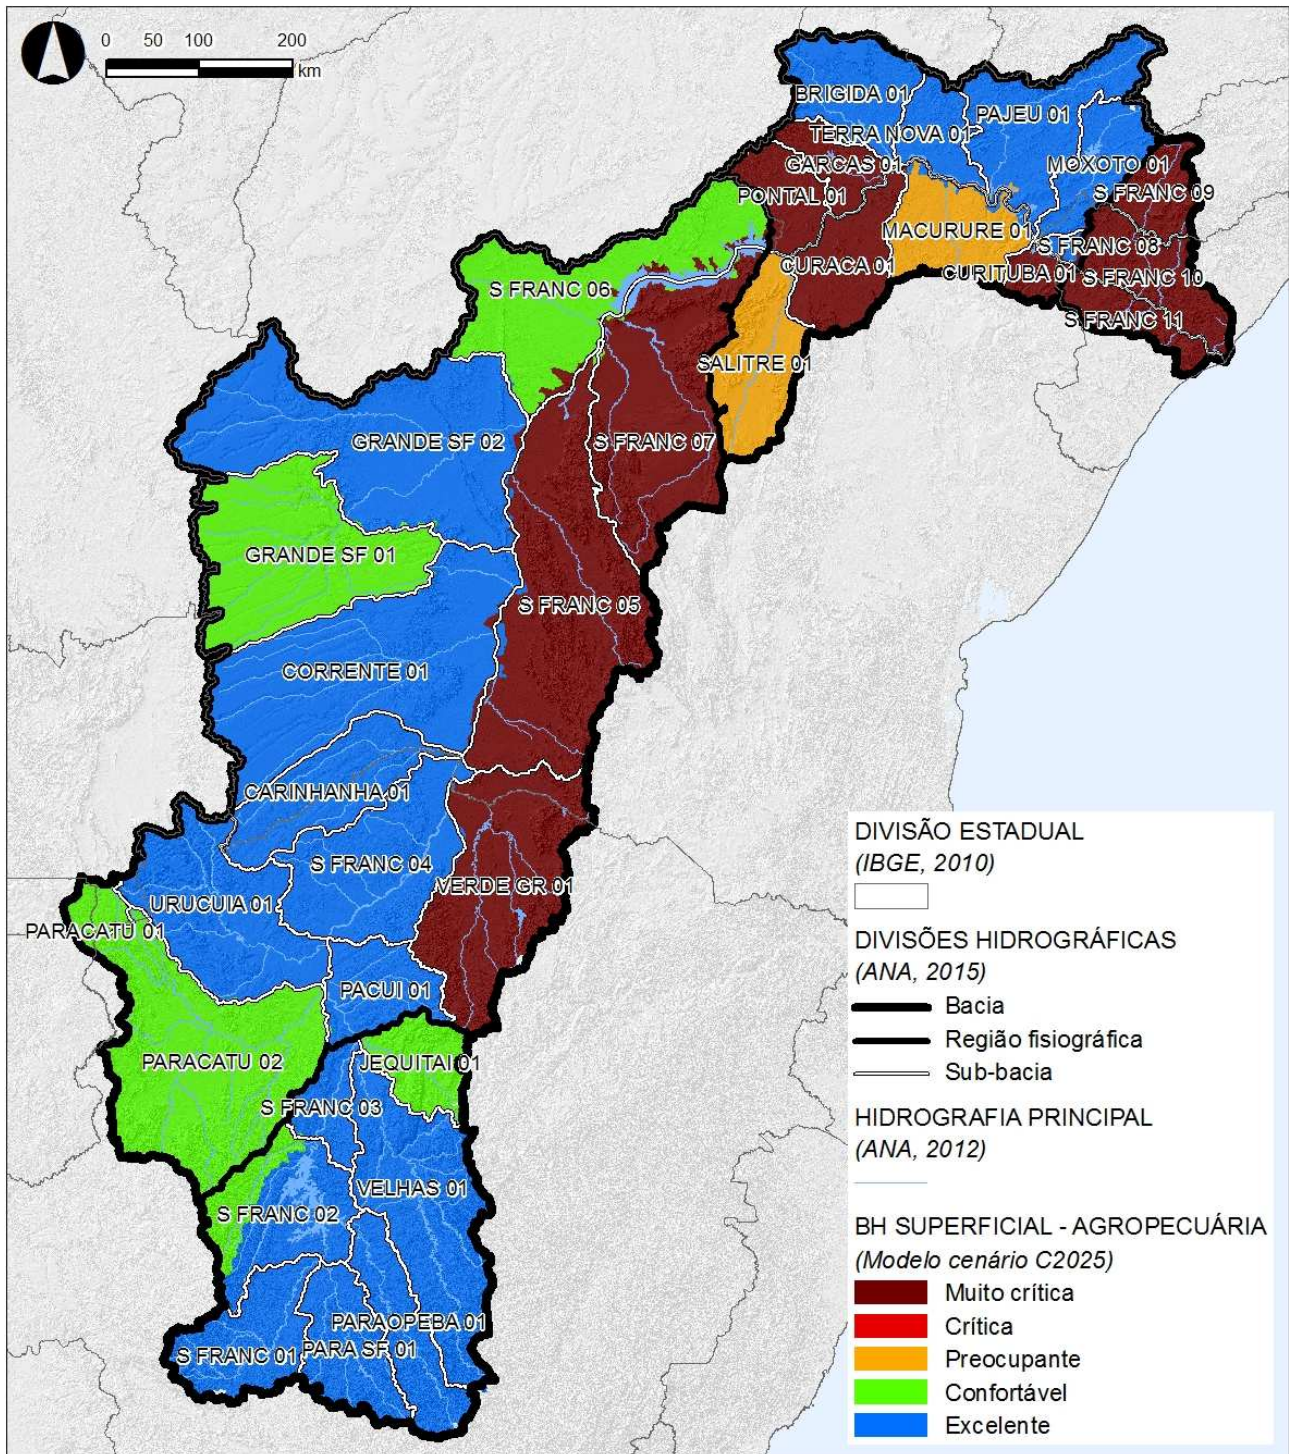 0 50 100 200
km
BRIGIDA 01
PAJEU 01
TERRA NOVA 01
GARCAS 01
MOXOTO 01
PONTAL 01
S FRANC 09
MACURURE 01
S FRANC 08
CURACA 01
CURITUBA 01
S FRANC 10
S FRANC 06
S FRANC 11
SALITRE 01
GRANDE SF 02
S FRANC 07
GRANDE SF 01
S FRANC 05
CORRENTE 01
CARINHANHA 01
S FRANC 04
VERDE GR 01
URUCUIA 01
PARACATU 01
PACUI 01
PARACATU 02
JEQUITAI 01
S FRANC 03
VELHAS 01
S FRANC 02
PARAOPEBA 01
PARA SF 01
S FRANC 01
DIVISÃO ESTADUAL
(IBGE, 2010)
DIVISÕES HIDROGRÁFICAS
(ANA, 2015)
Bacia
Região fisiográfica
Sub-bacia
HIDROGRAFIA PRINCIPAL
(ANA, 2012)
BH SUPERFICIAL - AGROPECUÁRIA
(Modelo cenário C2025)
Muito crítica
Crítica
Preocupante
Confortável
Excelente